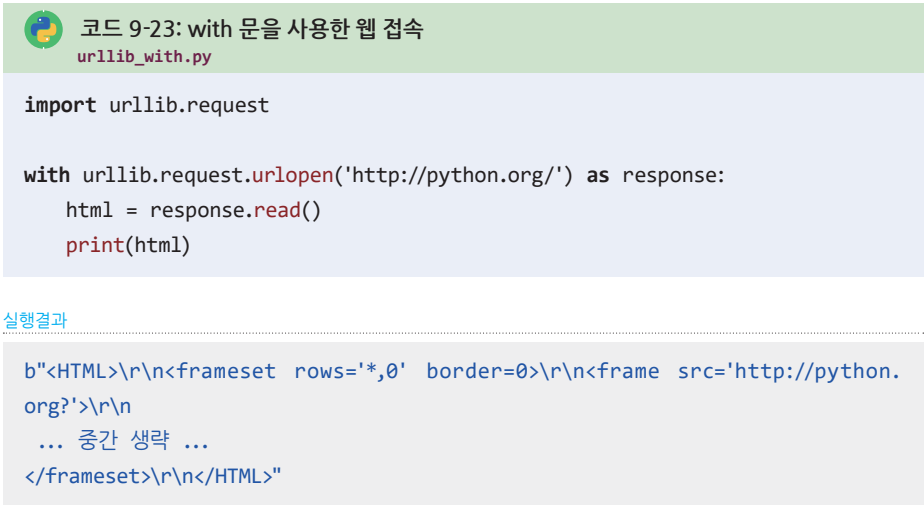 코드 9-23: with 문을 사용한 웹 접속
urllib_with.py
import urllib.request
with urllib.request.urlopen('http://python.org/') as response:
    html = response.read()
    print(html)
실행결과
b"<HTML>\r\n<frameset rows='*,0' border=0>\r\n<frame src='http://python.
org?'>\r\n
... 중간 생략 ...
</frameset>\r\n</HTML>"